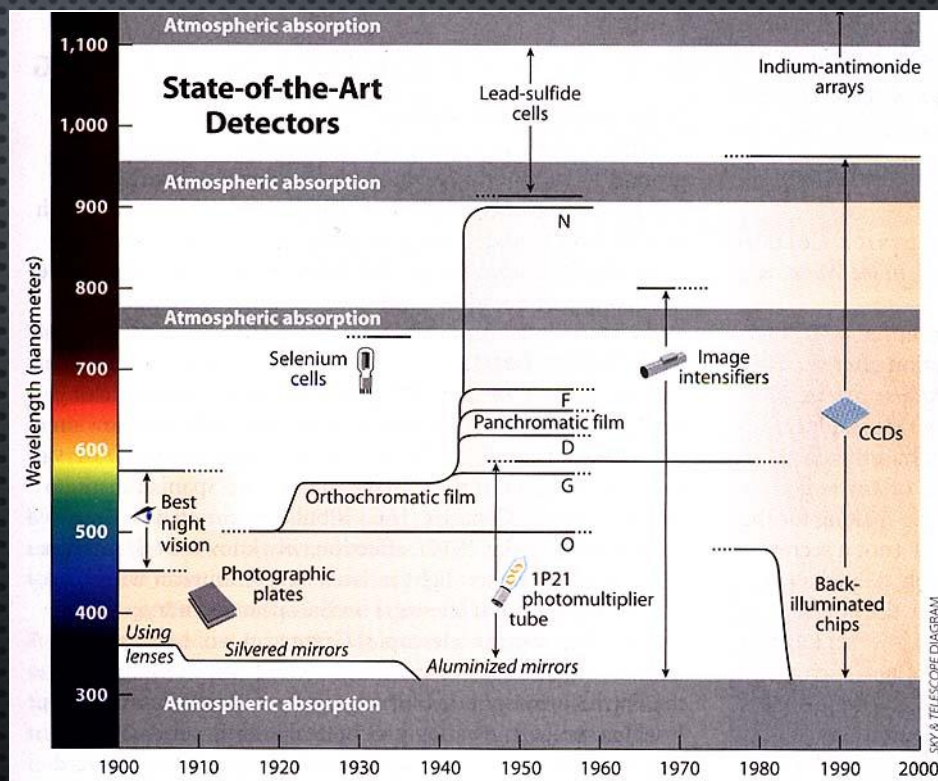 Atmospheric absorption
1,100
State-of-the-Art
Detectors
Lead-sulfide
cells
Indium-antimonide
arrays
1,000
Atmospheric absorption
900
N
800
Atmospheric absorption
Selenium
cells
Image
intensifiers
700
F
Panchromatic film
CCDs
600
D
Orthochromatic film
G
Best
night
vision
500
O
Photographic
plates
1P21
photomultiplier
tube
Back-
illuminated
chips
400
Using
lenses
Silvered mirrors
Aluminized mirrors
300
Atmospheric absorption
Wavelength (nanometers)
1900 1910 1920 1930 1940 1950 1960 1970 1980 1990 2000
SKY & TELESCOPE DIAGRAM